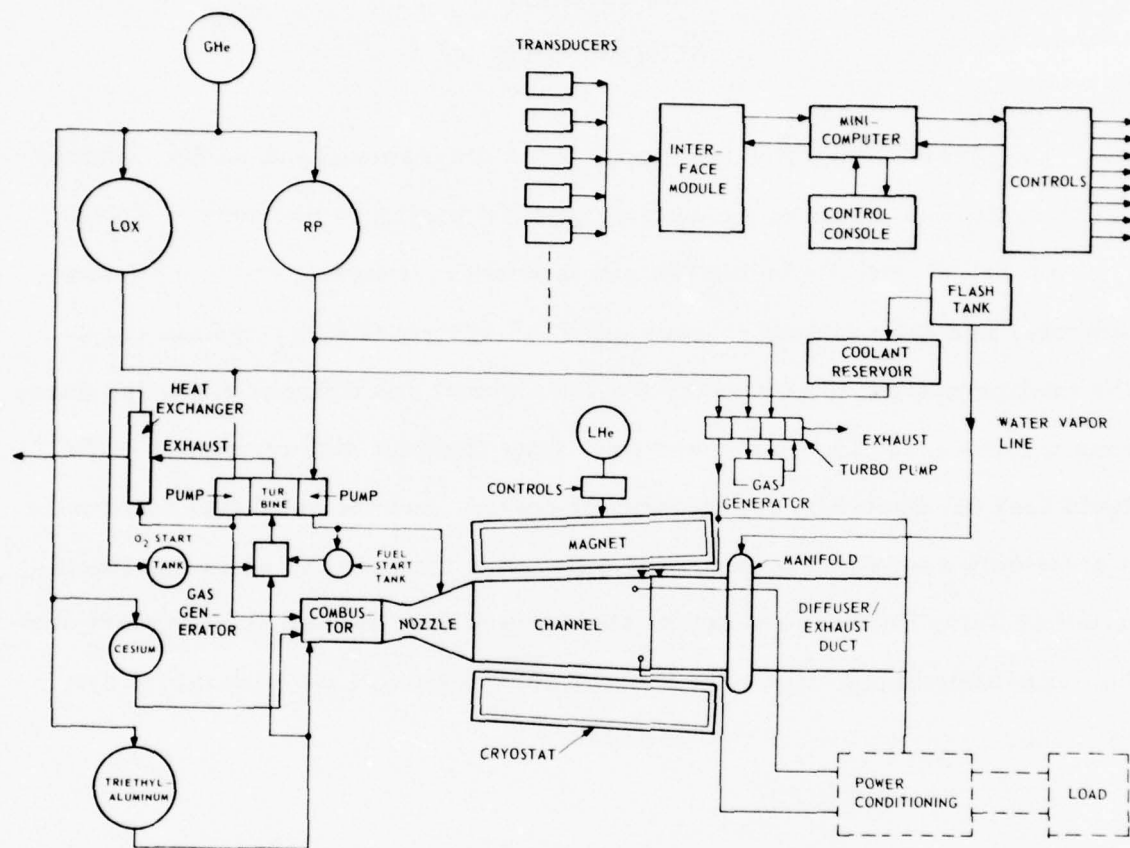 GHe
TRANSDUCERS
INTER-
FACE
MODULE
MINI-
COMPUTER
CONTROL
CONSOLE
CONTROLS
LOX
RP
FLASH
TANK
COOLANT
RESERVOIR
WATER VAPOR
LINE
HEAT
EXCHANGER
EXHAUST
LHe
CONTROLS
EXHAUST
TURBO PUMP
GAS
GENERATOR
PUMP
TUR-
BINE
PUMP
O2 START
TANK
FUEL
START
TANK
GAS
GEN-
ERATOR
MAGNET
MANIFOLD
COMBUS-
TOR
NOZZLE
CHANNEL
DIFFUSER/
EXHAUST
DUCT
CESIUM
CRYOSTAT
TRIETHYL-
ALUMINUM
POWER
CONDITIONING
LOAD